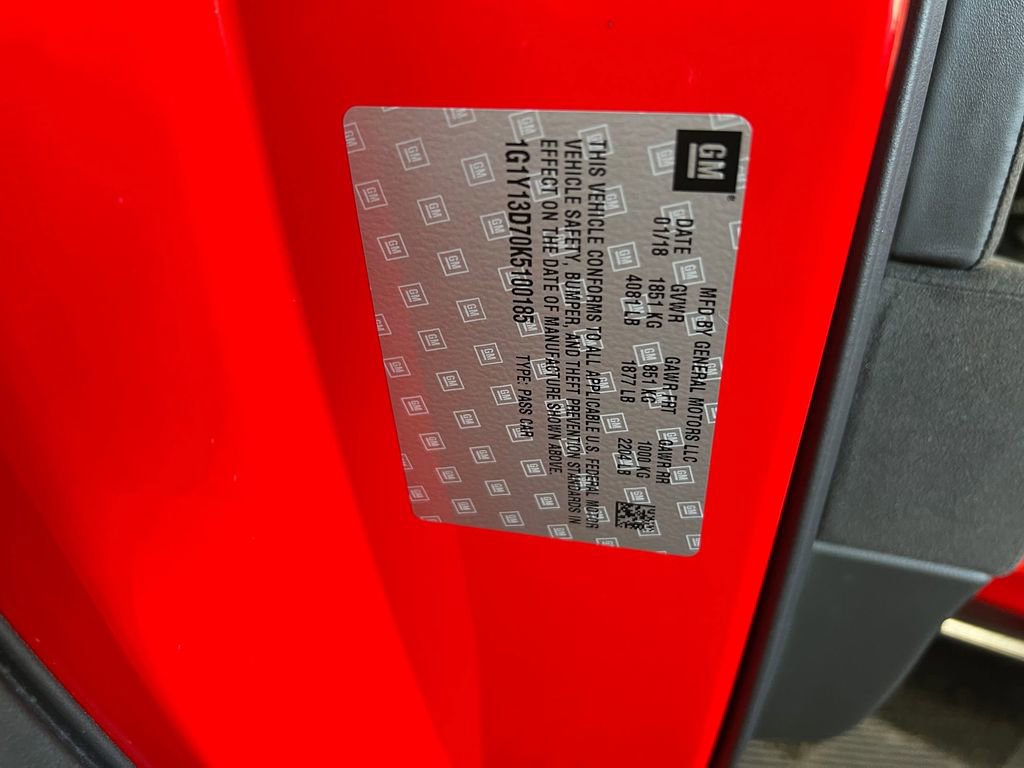 GM
MFD BY GENERAL MOTORS LLC
DATE GVWR GAWR FRT GAWR RR
01/18 1851 KG 851 KG 1000 KG
4081 LB 1877 LB 2204 LB
THIS VEHICLE CONFORMS TO ALL APPLICABLE U.S. FEDERAL MOTOR
VEHICLE SAFETY, BUMPER, AND THEFT PREVENTION STANDARDS IN
EFFECT ON THE DATE OF MANUFACTURE SHOWN ABOVE.
1G1Y13D70K5100185 TYPE: PASS CAR